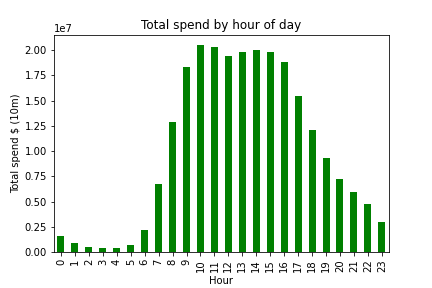 Total spend by hour of day
1e7
2.00
1.75
1.50
1.25
1.00
0.75
0.50
0.25
0.00
Total spend $ (10m)
0 1 2 3 4 5 6 7 8 9 10 11 12 13 14 15 16 17 18 19 20 21 22 23
Hour